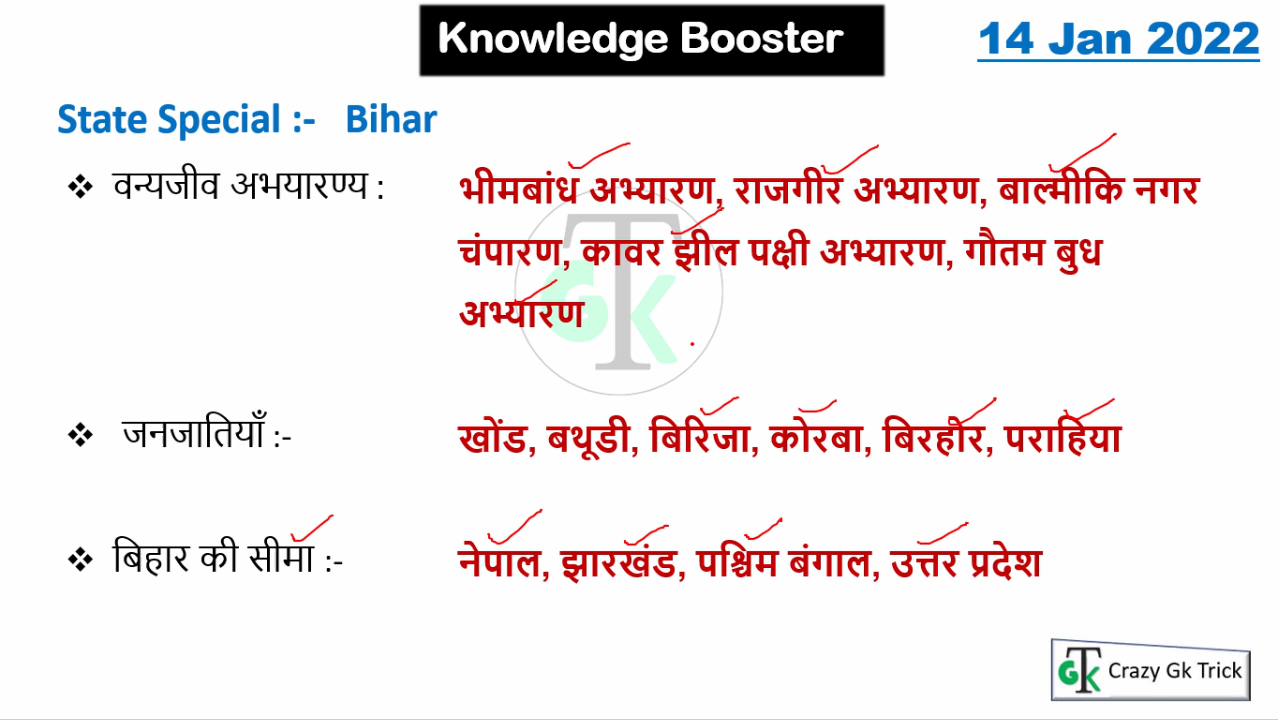 Knowledge Booster
14 Jan 2022
State Special :- Bihar
❖ वन्यजीव अभयारण्य : भीमबांध अभ्यारण, राजगीर अभ्यारण, बाल्मीकि नगर
चंपारण, कावर झील पक्षी अभ्यारण, गौतम बुध
अभ्यारण
❖ जनजातियाँ :- खोंड, बथूडी, बिरिजा, कोरबा, बिरहौर, पराहिया
❖ बिहार की सीमा :- नेपाल, झारखंड, पश्चिम बंगाल, उत्तर प्रदेश
GTK
GTK Crazy Gk Trick